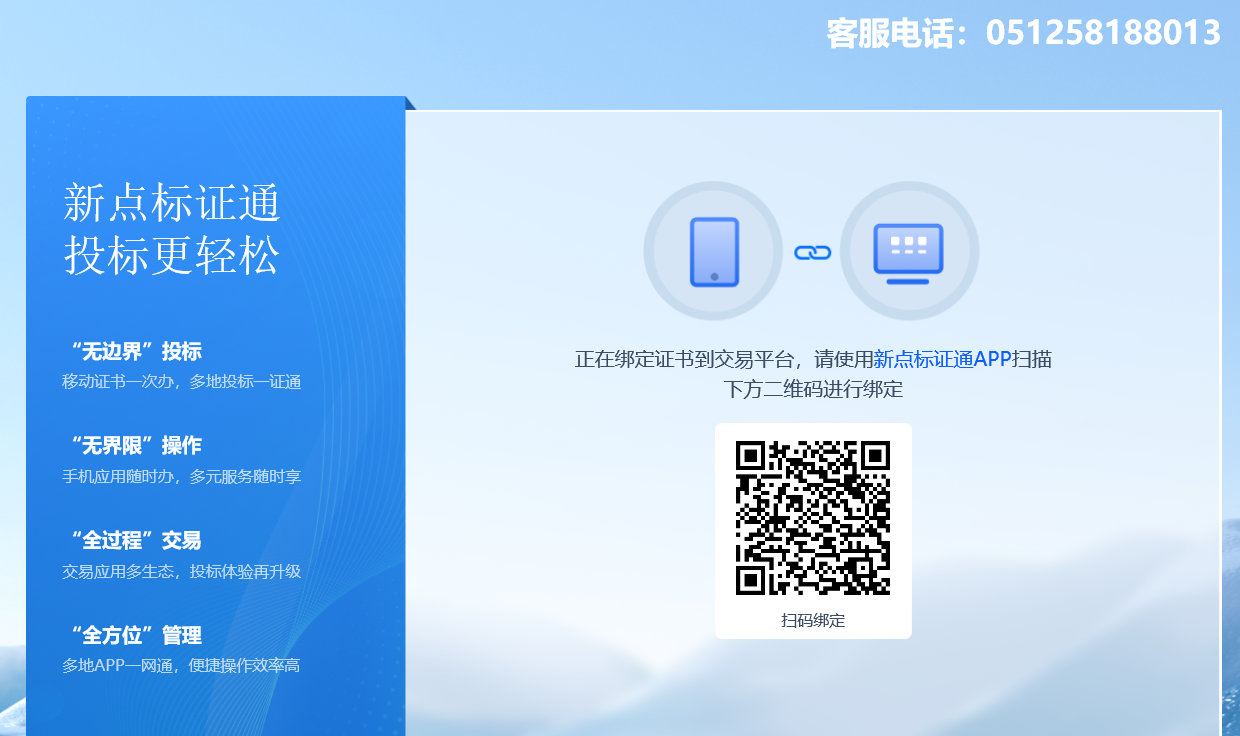 客服电话：051258188013
新点标证通
投标更轻松
“无边界”投标
移动证书一次办，多地投标一证通
“无界限”操作
手机应用随时办，多元服务随时享
“全过程”交易
交易应用多生态，投标体验再升级
“全方位”管理
多地APP一网通，便捷操作效率高
正在绑定证书到交易平台，请使用新点标证通APP扫描
下方二维码进行绑定
扫码绑定